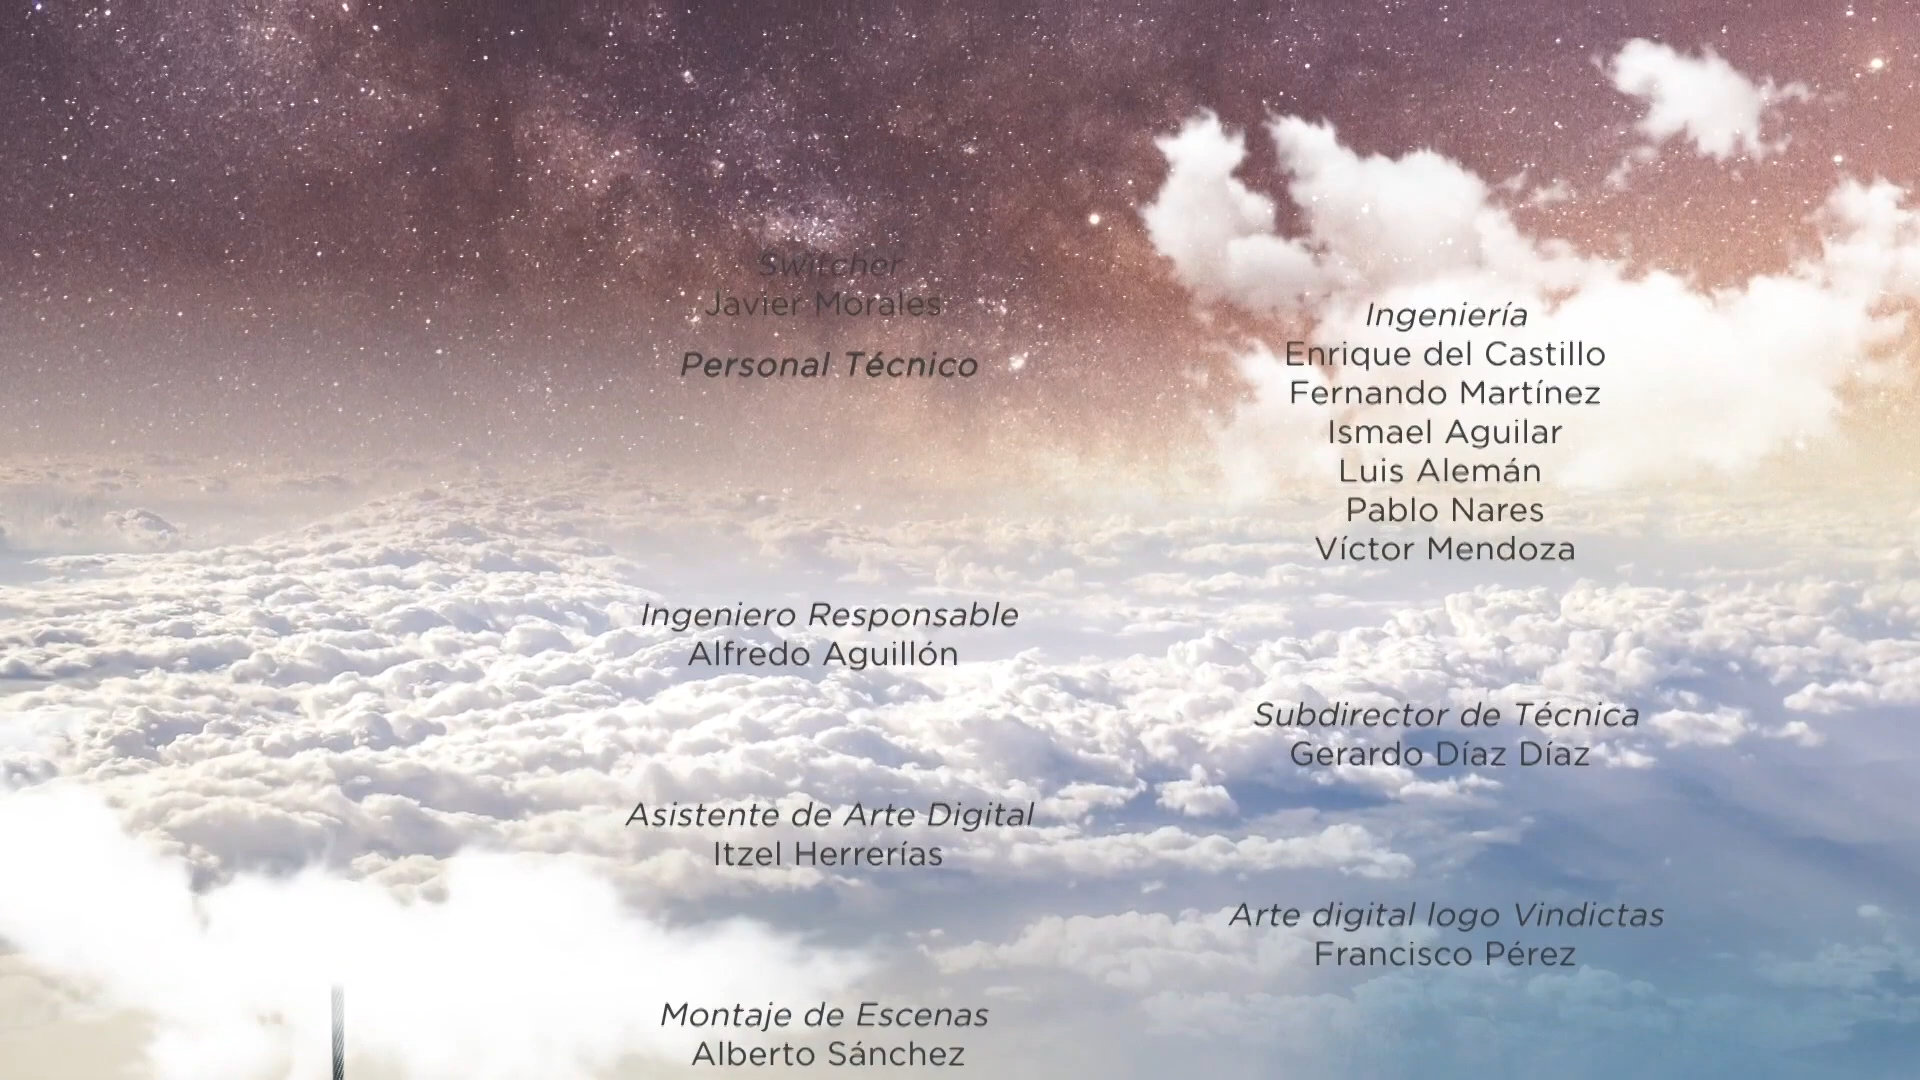 Switcher
Javier Morales
Personal Técnico
Ingeniería
Enrique del Castillo
Fernando Martínez
Ismael Aguilar
Luis Alemán
Pablo Nares
Víctor Mendoza
Ingeniero Responsable
Alfredo Aguillón
Subdirector de Técnica
Gerardo Díaz Díaz
Asistente de Arte Digital
Itzel Herrerías
Arte digital logo Vindictas
Francisco Pérez
Montaje de Escenas
Alberto Sánchez